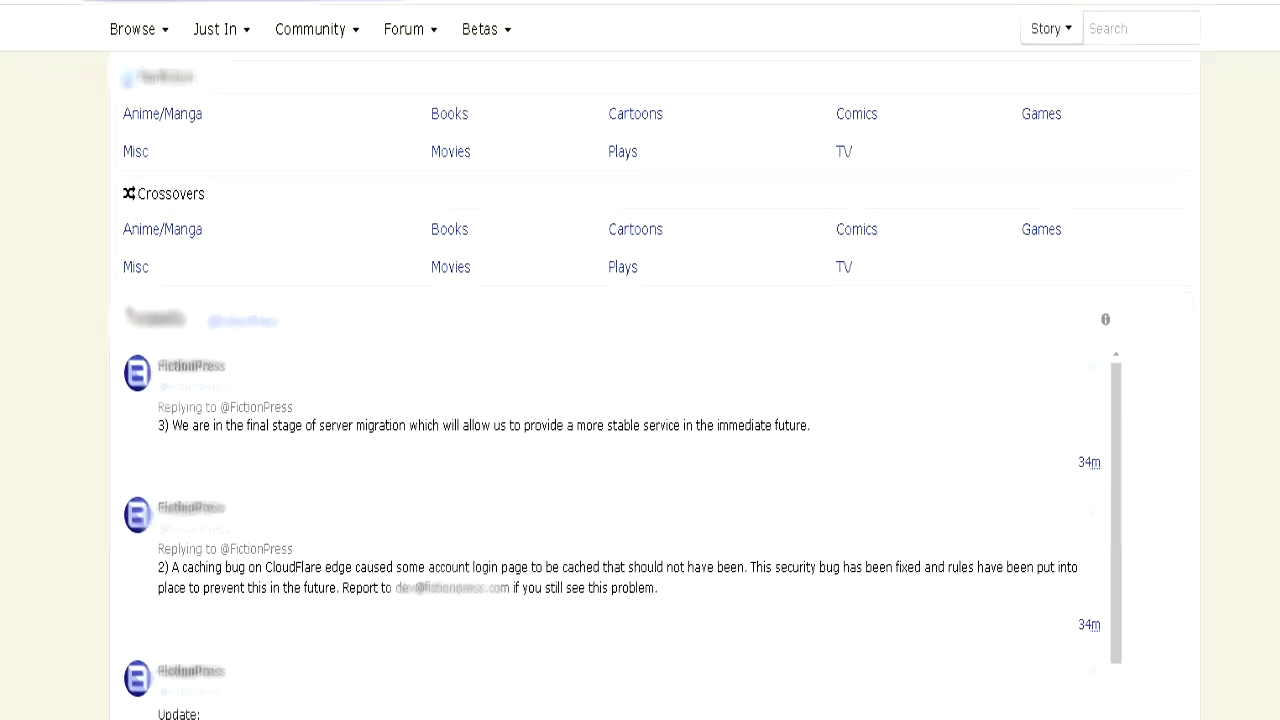 Browse Just In Community Forum Betas Story Search
Anime/Manga Books Cartoons Comics Games
Misc Movies Plays TV
Crossovers
Anime/Manga Books Cartoons Comics Games
Misc Movies Plays TV
FictionPress
Replying to @FictionPress
3) We are in the final stage of server migration which will allow us to provide a more stable service in the immediate future.
34m
FictionPress
Replying to @FictionPress
2) A caching bug on CloudFlare edge caused some account login page to be cached that should not have been. This security bug has been fixed and rules have been put into
place to prevent this in the future. Report to dev@fictionpress.com if you still see this problem.
34m
FictionPress
Update: